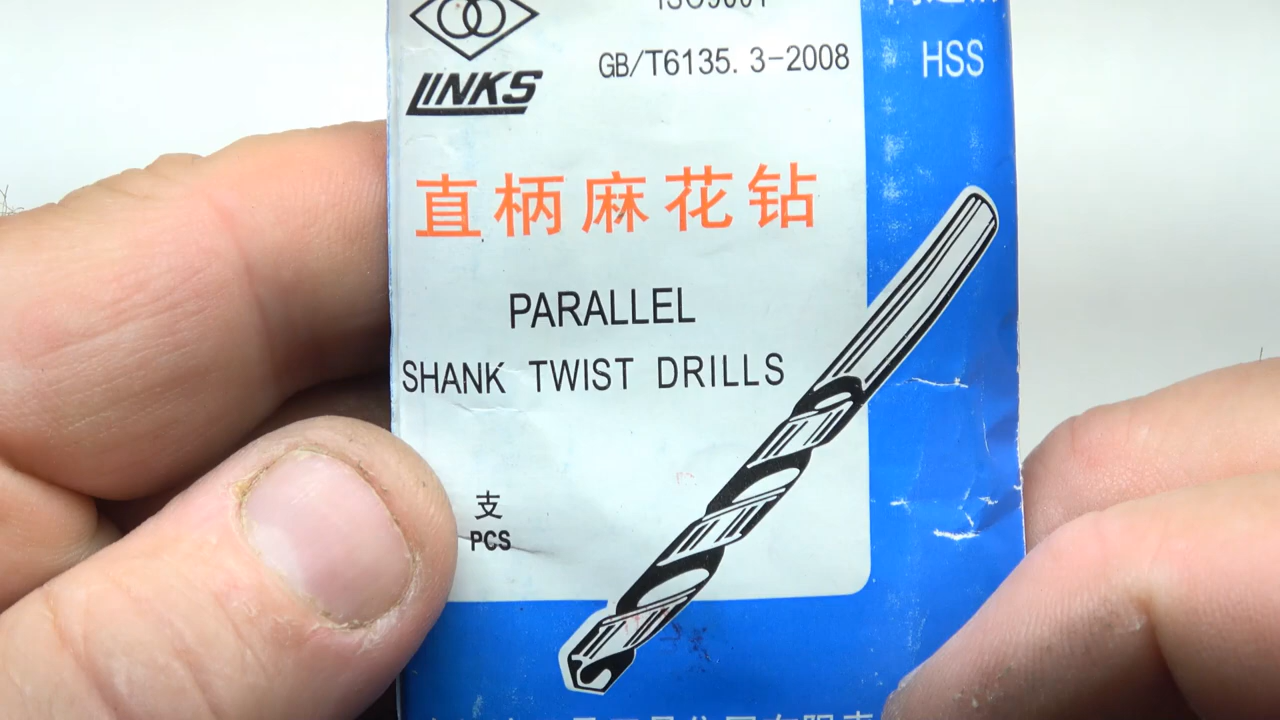 ISO9001
GB/T6135.3-2008
HSS
LINKS
直柄麻花钻
PARALLEL
SHANK TWIST DRILLS
支
PCS